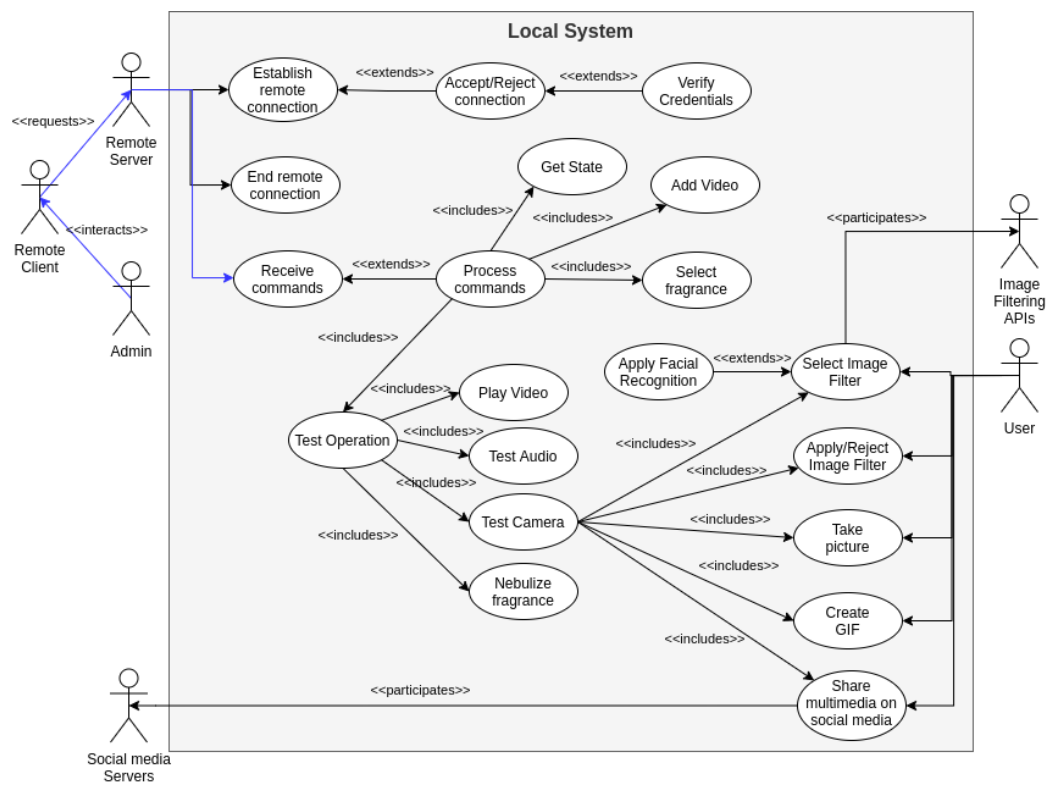 Local System
Establish
remote
connection
<<extends>>
Accept/Reject
connection
<<extends>>
Verify
Credentials
<<requests>>
Remote
Server
End remote
connection
Get State
Add Video
<<includes>>
<<includes>>
<<participates>>
<<interacts>>
Remote
Client
Receive
commands
<<extends>>
Process
commands
<<includes>>
Select
fragrance
Image
Filtering
APIs
Admin
<<includes>>
Apply Facial
Recognition
<<extends>>
Select Image
Filter
User
<<includes>>
Play Video
Test Operation
<<includes>>
Test Audio
<<includes>>
Apply/Reject
Image Filter
<<includes>>
<<includes>>
Test Camera
<<includes>>
Take
picture
<<includes>>
<<includes>>
Nebulize
fragrance
Create
GIF
<<includes>>
Share
multimedia on
social media
<<participates>>
Social media
Servers